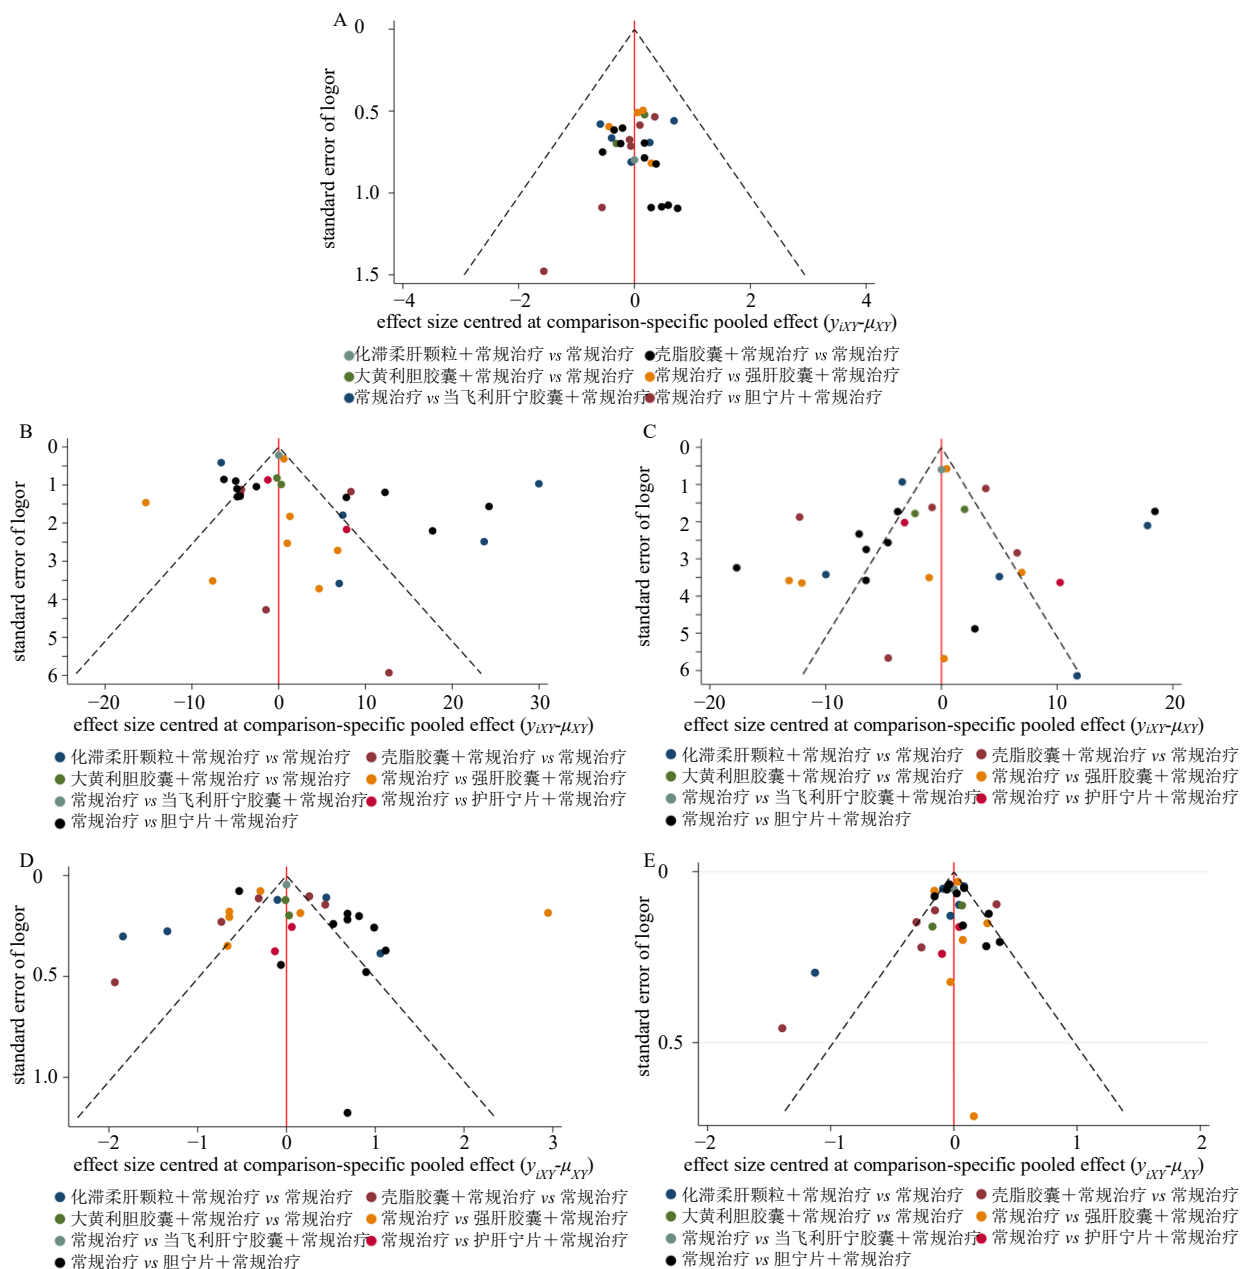 A
0
0.5
1.0
1.5
standard error of logor
−4 −2 0 2 4
effect size centred at comparison-specific pooled effect (yiXY-μXY)
化滞柔肝颗粒＋常规治疗 vs 常规治疗 壳脂胶囊＋常规治疗 vs 常规治疗
大黄利胆胶囊＋常规治疗 vs 常规治疗 常规治疗 vs 强肝胶囊＋常规治疗
常规治疗 vs 当飞利肝宁胶囊＋常规治疗 常规治疗 vs 胆宁片＋常规治疗
B
0
1
2
3
4
5
6
standard error of logor
−20 −10 0 10 20 30
effect size centred at comparison-specific pooled effect (yiXY-μXY)
化滞柔肝颗粒＋常规治疗 vs 常规治疗 壳脂胶囊＋常规治疗 vs 常规治疗
大黄利胆胶囊＋常规治疗 vs 常规治疗 常规治疗 vs 强肝胶囊＋常规治疗
常规治疗 vs 当飞利肝宁胶囊＋常规治疗 常规治疗 vs 护肝宁片＋常规治疗
常规治疗 vs 胆宁片＋常规治疗
C
0
1
2
3
4
5
6
standard error of logor
−20 −10 0 10 20
effect size centred at comparison-specific pooled effect (yiXY-μXY)
化滞柔肝颗粒＋常规治疗 vs 常规治疗 壳脂胶囊＋常规治疗 vs 常规治疗
大黄利胆胶囊＋常规治疗 vs 常规治疗 常规治疗 vs 强肝胶囊＋常规治疗
常规治疗 vs 当飞利肝宁胶囊＋常规治疗 常规治疗 vs 护肝宁片＋常规治疗
常规治疗 vs 胆宁片＋常规治疗
D
0
0.5
1.0
standard error of logor
−2 −1 0 1 2 3
effect size centred at comparison-specific pooled effect (yiXY-μXY)
化滞柔肝颗粒＋常规治疗 vs 常规治疗 壳脂胶囊＋常规治疗 vs 常规治疗
大黄利胆胶囊＋常规治疗 vs 常规治疗 常规治疗 vs 强肝胶囊＋常规治疗
常规治疗 vs 当飞利肝宁胶囊＋常规治疗 常规治疗 vs 护肝宁片＋常规治疗
常规治疗 vs 胆宁片＋常规治疗
E
0
0.5
standard error of logor
−2 −1 0 1 2
effect size centred at comparison-specific pooled effect (yiXY-μXY)
化滞柔肝颗粒＋常规治疗 vs 常规治疗 壳脂胶囊＋常规治疗 vs 常规治疗
大黄利胆胶囊＋常规治疗 vs 常规治疗 常规治疗 vs 强肝胶囊＋常规治疗
常规治疗 vs 当飞利肝宁胶囊＋常规治疗 常规治疗 vs 护肝宁片＋常规治疗
常规治疗 vs 胆宁片＋常规治疗